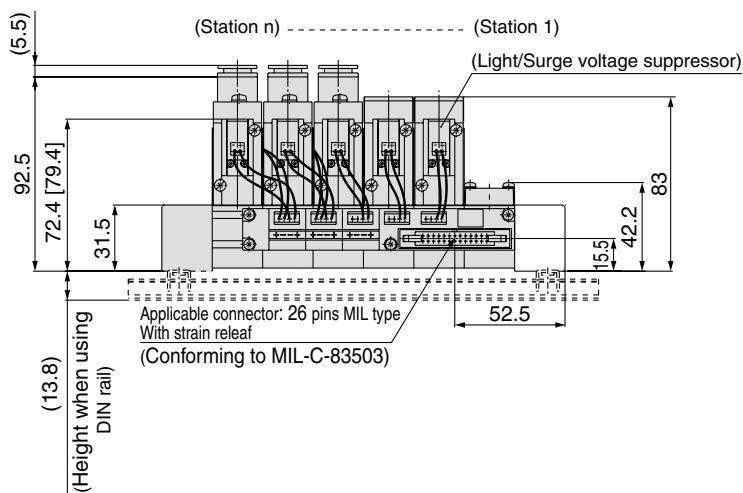 (Station n) (Station 1)
(5.5)
(Light/Surge voltage suppressor)
92.5
72.4 [79.4]
31.5
83
42.2
15.5
52.5
Applicable connector: 26 pins MIL type
With strain releaf
(Conforming to MIL-C-83503)
(13.8)
(Height when using
DIN rail)